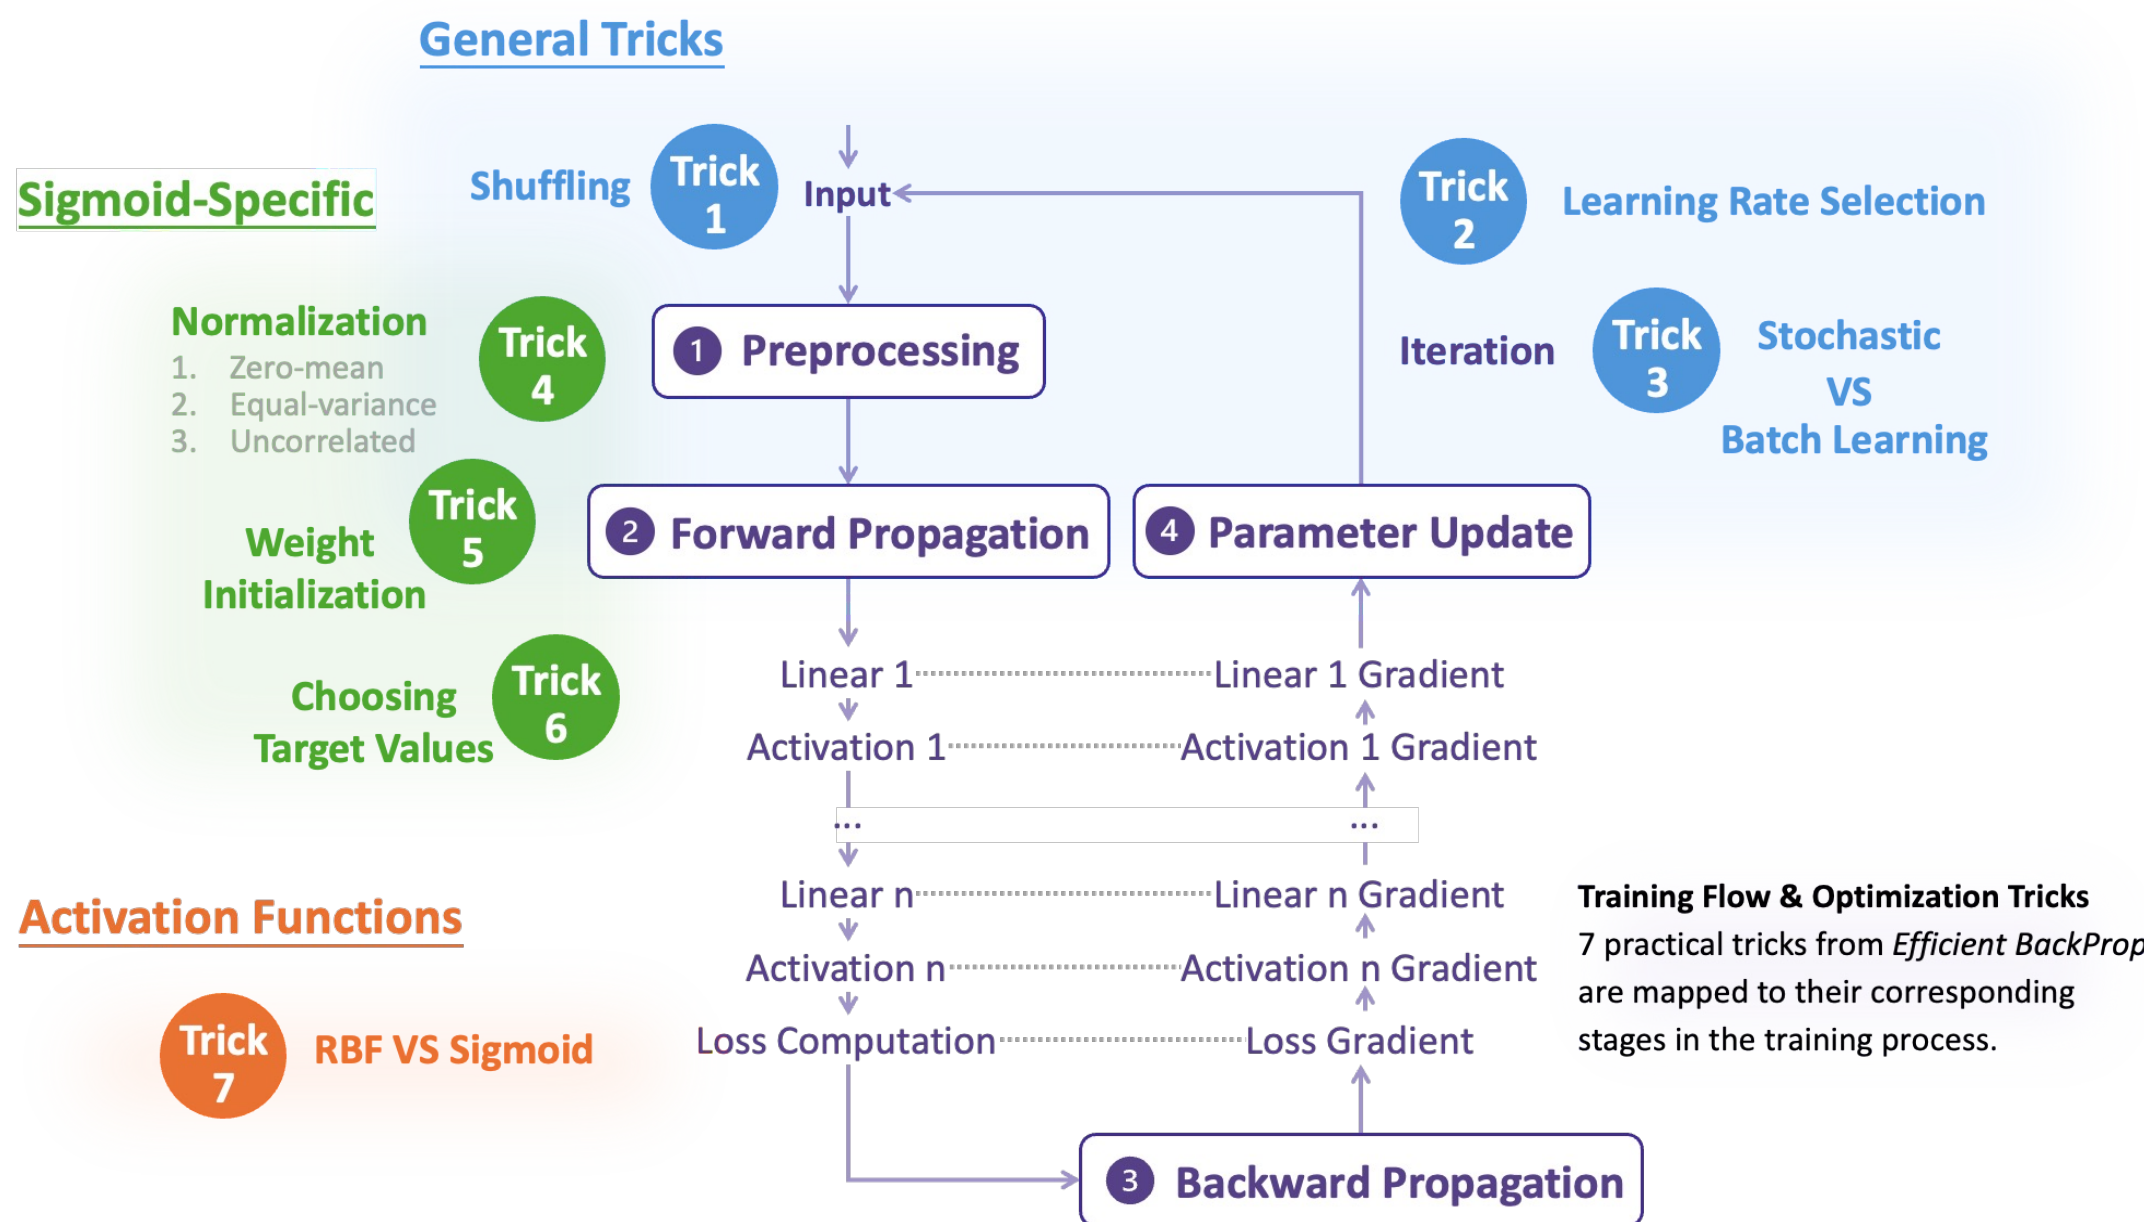 General Tricks
Sigmoid-Specific
Shuffling
Trick
1
Input
Trick
2
Learning Rate Selection
Normalization
1. Zero-mean
2. Equal-variance
3. Uncorrelated
Trick
4
1 Preprocessing
Iteration
Trick
3
Stochastic
VS
Batch Learning
Weight
Initialization
Trick
5
2 Forward Propagation
4 Parameter Update
Choosing
Target Values
Trick
6
Linear 1
Linear 1 Gradient
Activation 1
Activation 1 Gradient
...
...
Linear n
Linear n Gradient
Activation n
Activation n Gradient
Loss Computation
Loss Gradient
3 Backward Propagation
Activation Functions
Trick
7
RBF VS Sigmoid
Training Flow & Optimization Tricks
7 practical tricks from Efficient BackProp
are mapped to their corresponding
stages in the training process.